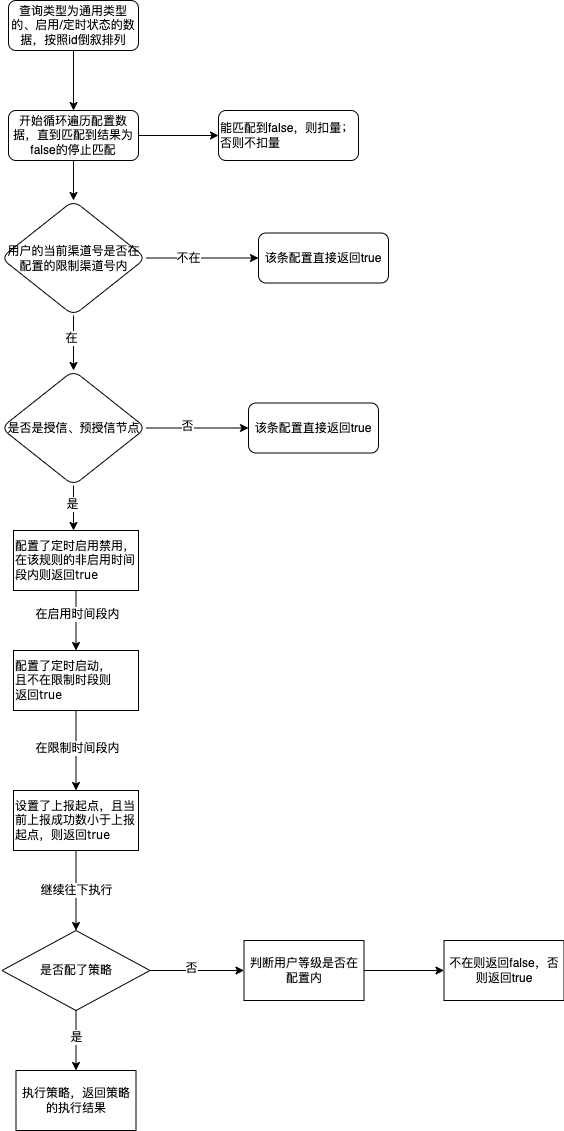 查询类型为通用类型
的、启用/定时状态的数
据，按照id倒叙排列
开始循环遍历配置数
据，直到匹配到结果为
false的停止匹配
能匹配到false，则扣量；
否则不扣量
用户的当前渠道号是否在
配置的限制渠道号内
不在
该条配置直接返回true
在
是否是授信、预授信节点
否
该条配置直接返回true
是
配置了定时启用禁用，
在该规则的非启用时间
段内则返回true
在启用时间段内
配置了定时启动，
且不在限制时段则
返回true
在限制时间段内
设置了上报起点，且当
前上报成功数小于上报
起点，则返回true
继续往下执行
是否配了策略
否
判断用户等级是否在
配置内
不在则返回false，否
则返回true
是
执行策略，返回策略
的执行结果